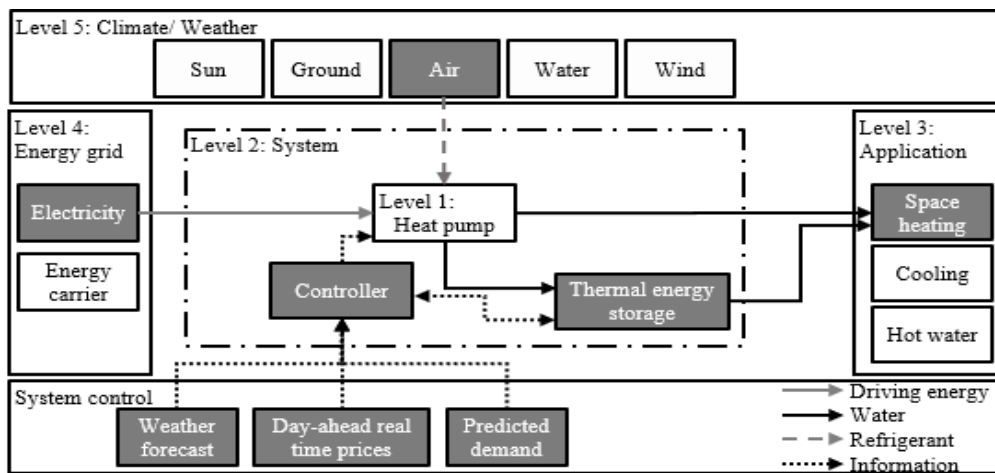 Level 5: Climate/ Weather
Sun
Ground
Air
Water
Wind
Level 4:
Energy grid
Electricity
Energy
carrier
Level 2: System
Level 1:
Heat pump
Controller
Thermal energy
storage
Level 3:
Application
Space
heating
Cooling
Hot water
System control
Weather
forecast
Day-ahead real
time prices
Predicted
demand
Driving energy
Water
Refrigerant
Information